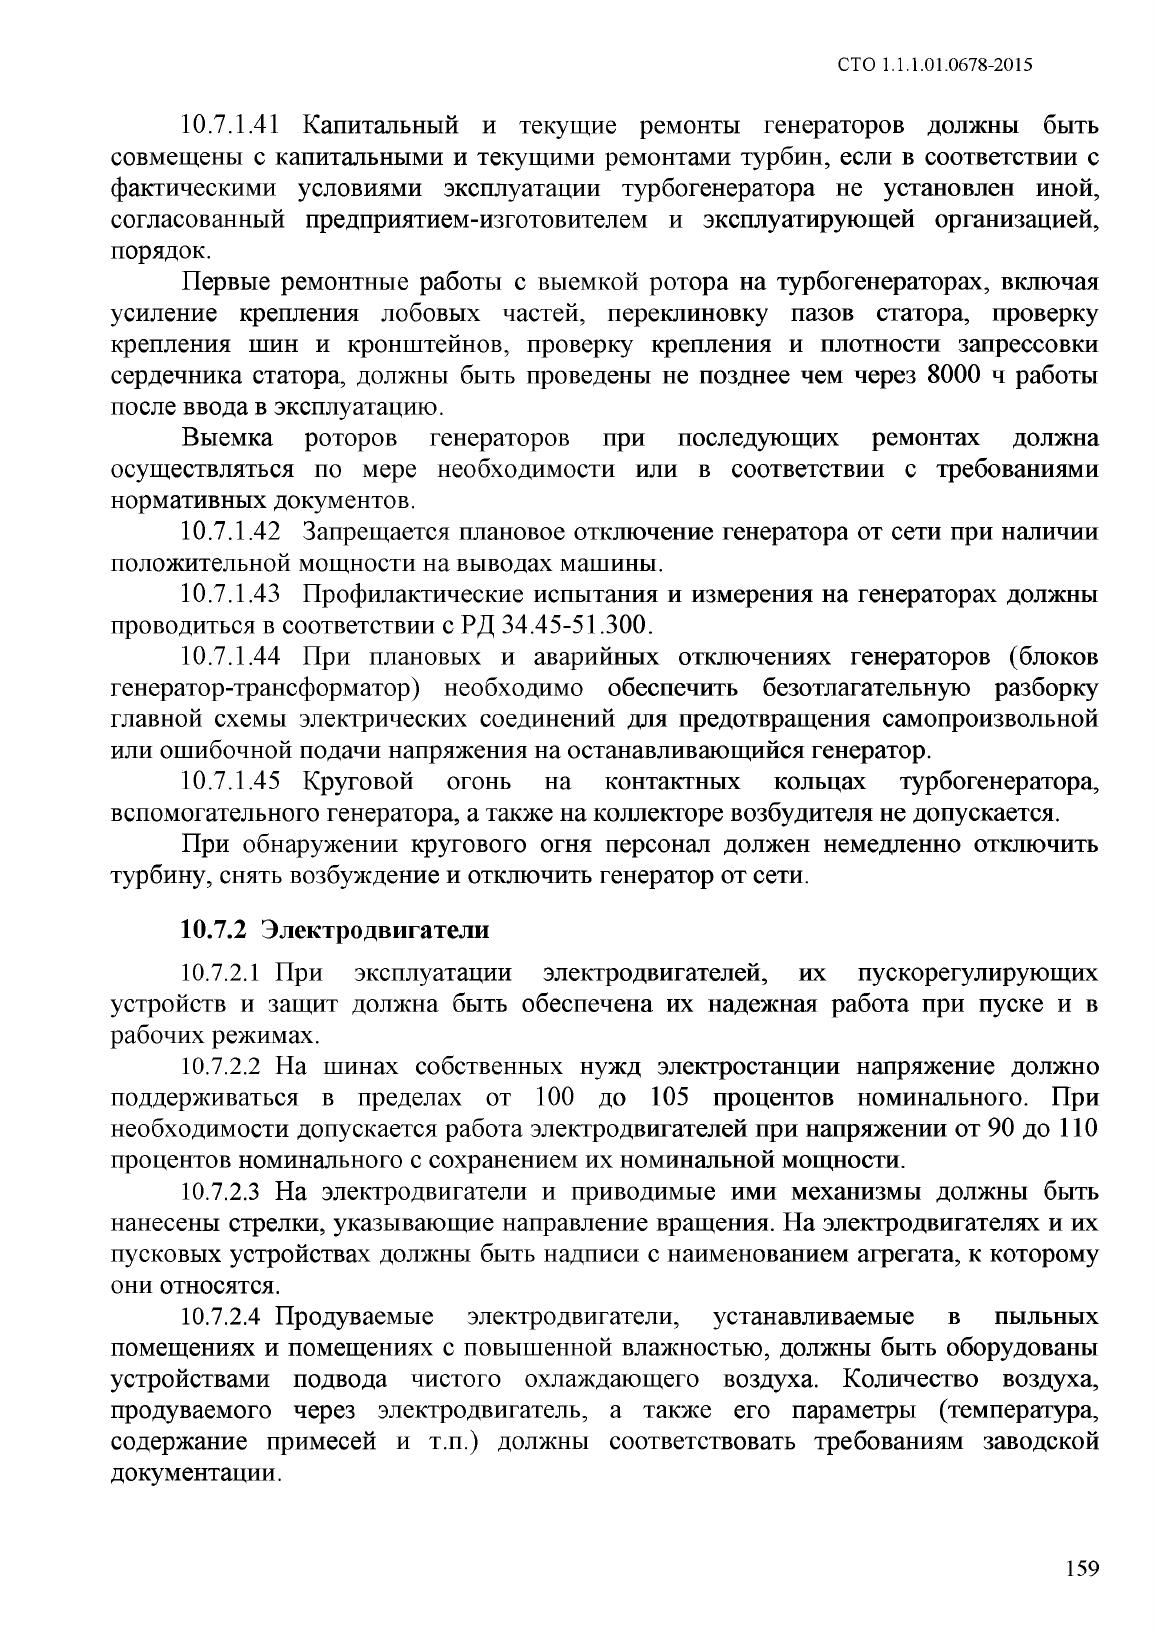 СТО 1.1.1.01.0678-2015
10.7.1.41 Капитальный и текущие ремонты генераторов должны быть
совмещены с капитальными и текущими ремонтами турбин, если в соответствии с
фактическими условиями эксплуатации турбогенератора не установлен иной,
согласованный предприятием-изготовителем и эксплуатирующей организацией,
порядок.
Первые ремонтные работы с выемкой ротора на турбогенераторах, включая
усиление крепления лобовых частей, переклиновку пазов статора, проверку
крепления шин и кронштейнов, проверку крепления и плотности запрессовки
сердечника статора, должны быть проведены не позднее чем через 8000 ч работы
после ввода в эксплуатацию.
Выемка роторов генераторов при последующих ремонтах должна
осуществляться по мере необходимости или в соответствии с требованиями
нормативных документов.
10.7.1.42 Запрещается плановое отключение генератора от сети при наличии
положительной мощности на выводах машины.
10.7.1.43 Профилактические испытания и измерения на генераторах должны
проводиться в соответствии с РД 34.45-51.300.
10.7.1.44 При плановых и аварийных отключениях генераторов (блоков
генератор-трансформатор) необходимо обеспечить безотлагательную разборку
главной схемы электрических соединений для предотвращения самопроизвольной
или ошибочной подачи напряжения на останавливающийся генератор.
10.7.1.45 Круговой огонь на контактных кольцах турбогенератора,
вспомогательного генератора, а также на коллекторе возбудителя не допускается.
При обнаружении кругового огня персонал должен немедленно отключить
турбину, снять возбуждение и отключить генератор от сети.
10.7.2 Электродвигатели
10.7.2.1 При эксплуатации электродвигателей, их пускорегулирующих
устройств и защит должна быть обеспечена их надежная работа при пуске и в
рабочих режимах.
10.7.2.2 На шинах собственных нужд электростанции напряжение должно
поддерживаться в пределах от 100 до 105 процентов номинального. При
необходимости допускается работа электродвигателей при напряжении от 90 до 110
процентов номинального с сохранением их номинальной мощности.
10.7.2.3 На электродвигатели и приводимые ими механизмы должны быть
нанесены стрелки, указывающие направление вращения. На электродвигателях и их
пусковых устройствах должны быть надписи с наименованием агрегата, к которому
они относятся.
10.7.2.4 Продуваемые электродвигатели, устанавливаемые в пыльных
помещениях и помещениях с повышенной влажностью, должны быть оборудованы
устройствами подвода чистого охлаждающего воздуха. Количество воздуха,
продуваемого через электродвигатель, а также его параметры (температура,
содержание примесей и т.п.) должны соответствовать требованиям заводской
документации.
159